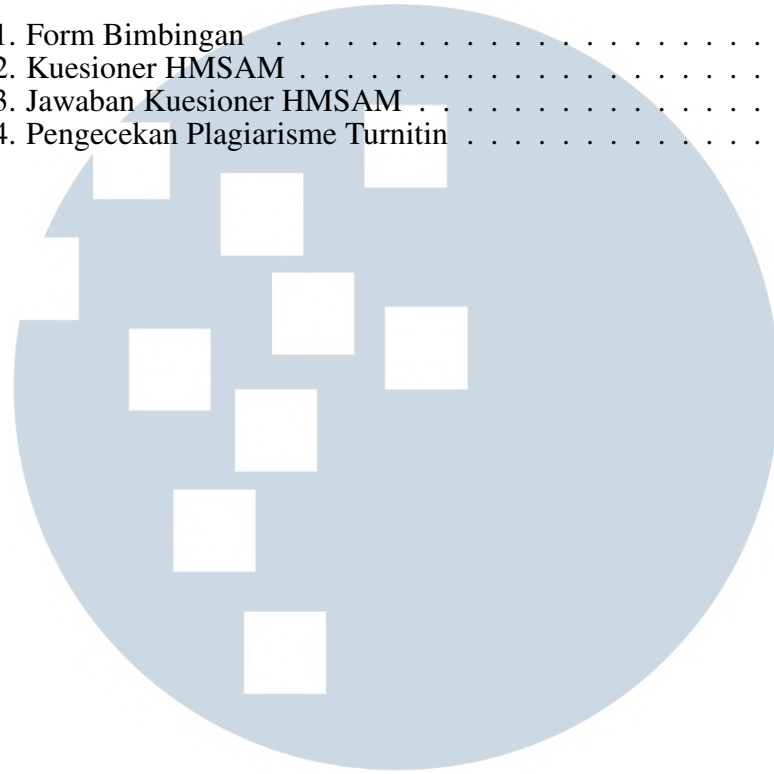 1. Form Bimbingan . . . . . . . . . . . . . . . . . . . . .
2. Kuesioner HMSAM . . . . . . . . . . . . . . . . . . . .
3. Jawaban Kuesioner HMSAM . . . . . . . . . . . . . . .
4. Pengecekan Plagiarisme Turnitin . . . . . . . . . . . . .